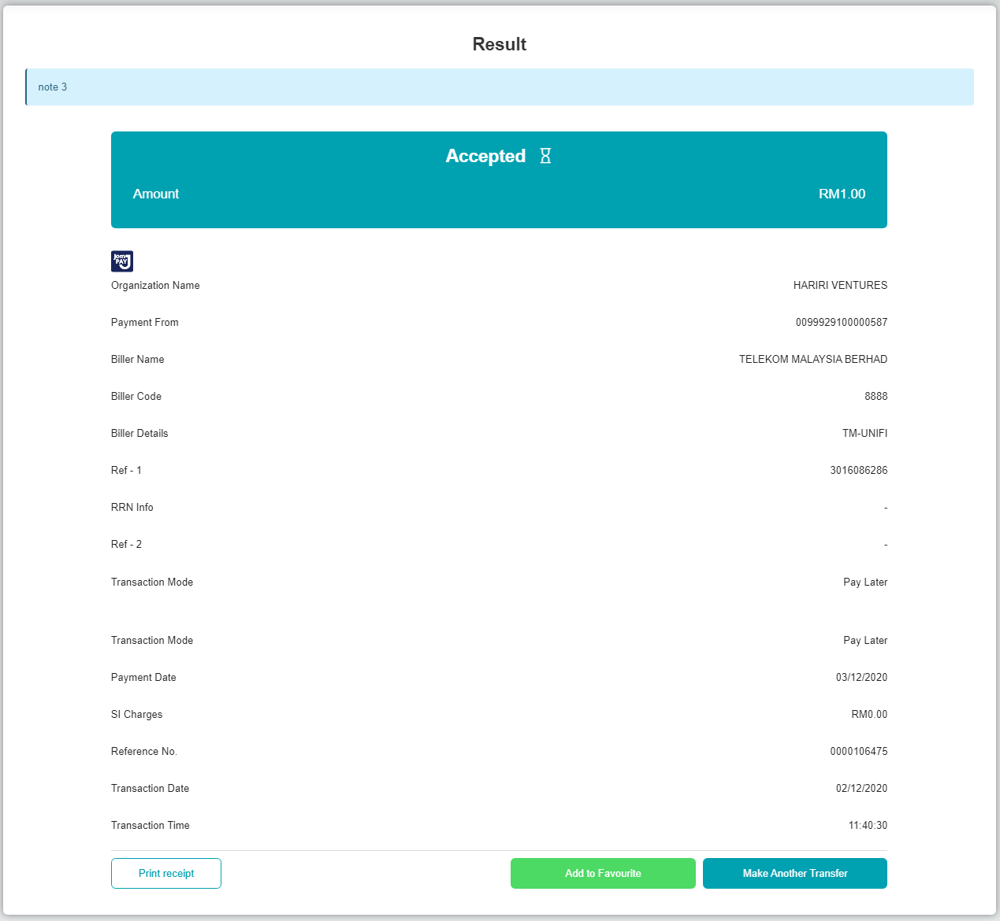 Result
note 3
Accepted
Amount RM1.00
Jom PAY
Organization Name HARIRI VENTURES
Payment From 0099929100000587
Biller Name TELEKOM MALAYSIA BERHAD
Biller Code 8888
Biller Details TM-UNIFI
Ref - 1 3016086286
RRN Info -
Ref - 2 -
Transaction Mode Pay Later
Transaction Mode Pay Later
Payment Date 03/12/2020
SI Charges RM0.00
Reference No. 0000106475
Transaction Date 02/12/2020
Transaction Time 11:40:30
Print receipt Add to Favourite Make Another Transfer